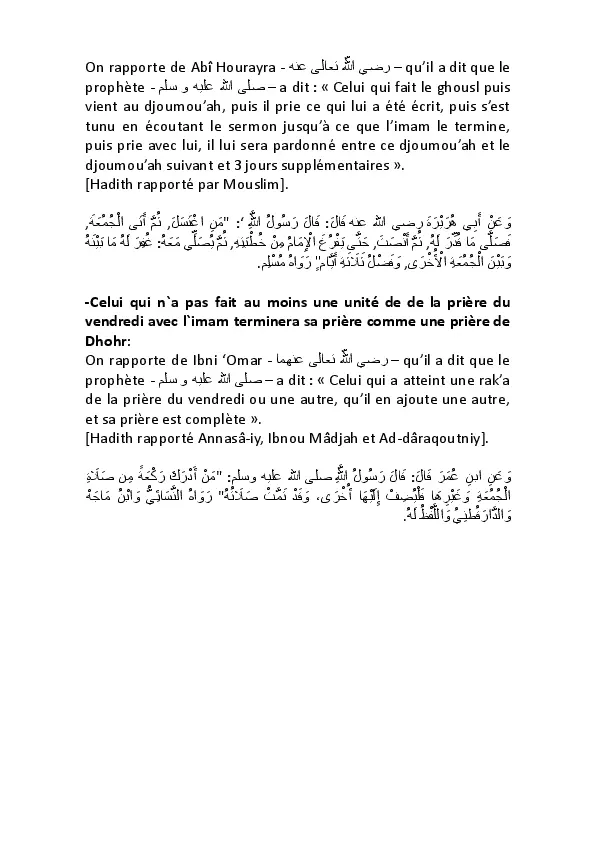 On rapporte de Abî Hourayra - رضي الله تعالى عنه – qu’il a dit que le
prophète - صلى الله عليه و سلم – a dit : « Celui qui fait le ghousl puis
vient au djoumou’ah, puis il prie ce qui lui a été écrit, puis s’est
tunu en écoutant le sermon jusqu’à ce que l’imam le termine,
puis prie avec lui, il lui sera pardonné entre ce djoumou’ah et le
djoumou’ah suivant et 3 jours supplémentaires ».
[Hadith rapporté par Mouslim].
وَعَنْ أَبِي هُرَيْرَةَ رضي الله عنه قَالَ: قَالَ رَسُولُ اَللَّهِ ‘: "مَنِ اغْتَسَلَ, ثُمَّ أَتَى الْجُمُعَةَ,
فَصَلَّى مَا قُدِّرَ لَهُ, ثُمَّ أَنْصَتَ, حَتَّى يَفْرُغَ الْإِمَامُ مِنْ خُطْبَتِهِ, ثُمَّ يُصَلِّي مَعَهُ: غُفِرَ لَهُ مَا بَيْنَهُ
وَبَيْنَ الْجُمُعَةِ الْأُخْرَى, وَفَضْلُ ثَلَاثَةِ أَيَّامٍ" رَوَاهُ مُسْلِم.
-Celui qui n`a pas fait au moins une unité de de la prière du
vendredi avec l`imam terminera sa prière comme une prière de
Dhohr:
On rapporte de Ibni ‘Omar - رضي الله تعالى عنهما – qu’il a dit que le
prophète - صلى الله عليه و سلم – a dit : « Celui qui a atteint une rak’a
de la prière du vendredi ou une autre, qu’il en ajoute une autre,
et sa prière est complète ».
[Hadith rapporté Annasâ-iy, Ibnou Mâdjah et Ad-dâraqoutniy].
وَعَنِ ابنِ عُمَرَ قَالَ: قَالَ رَسُولُ اَللَّهِ صلى الله عليه وسلم: "مَنْ أَدْرَكَ رَكْعَةً مِن صَلَاةِ
الْجُمُعَةِ وَغَيْرِهَا فَلْيُضِفْ إِلَيْهَا أُخْرَى، وَقَدْ تَمَّتْ صَلَاتُهُ" رَوَاهُ النَّسَائِيُّ وَابْنُ مَاجَهْ
وَالدَّارَقُطنِيُ وَاللَّفْظُ لَهُ.